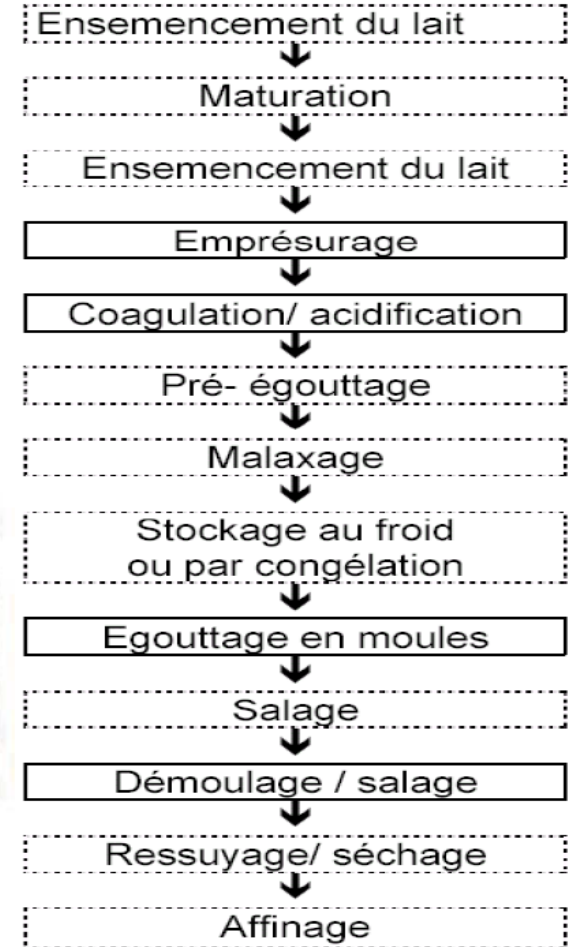 Ensemencement du lait
Maturation
Ensemencement du lait
Emprésurage
Coagulation/ acidification
Pré- égouttage
Malaxage
Stockage au froid
ou par congélation
Egouttage en moules
Salage
Démoulage / salage
Ressuyage/ séchage
Affinage